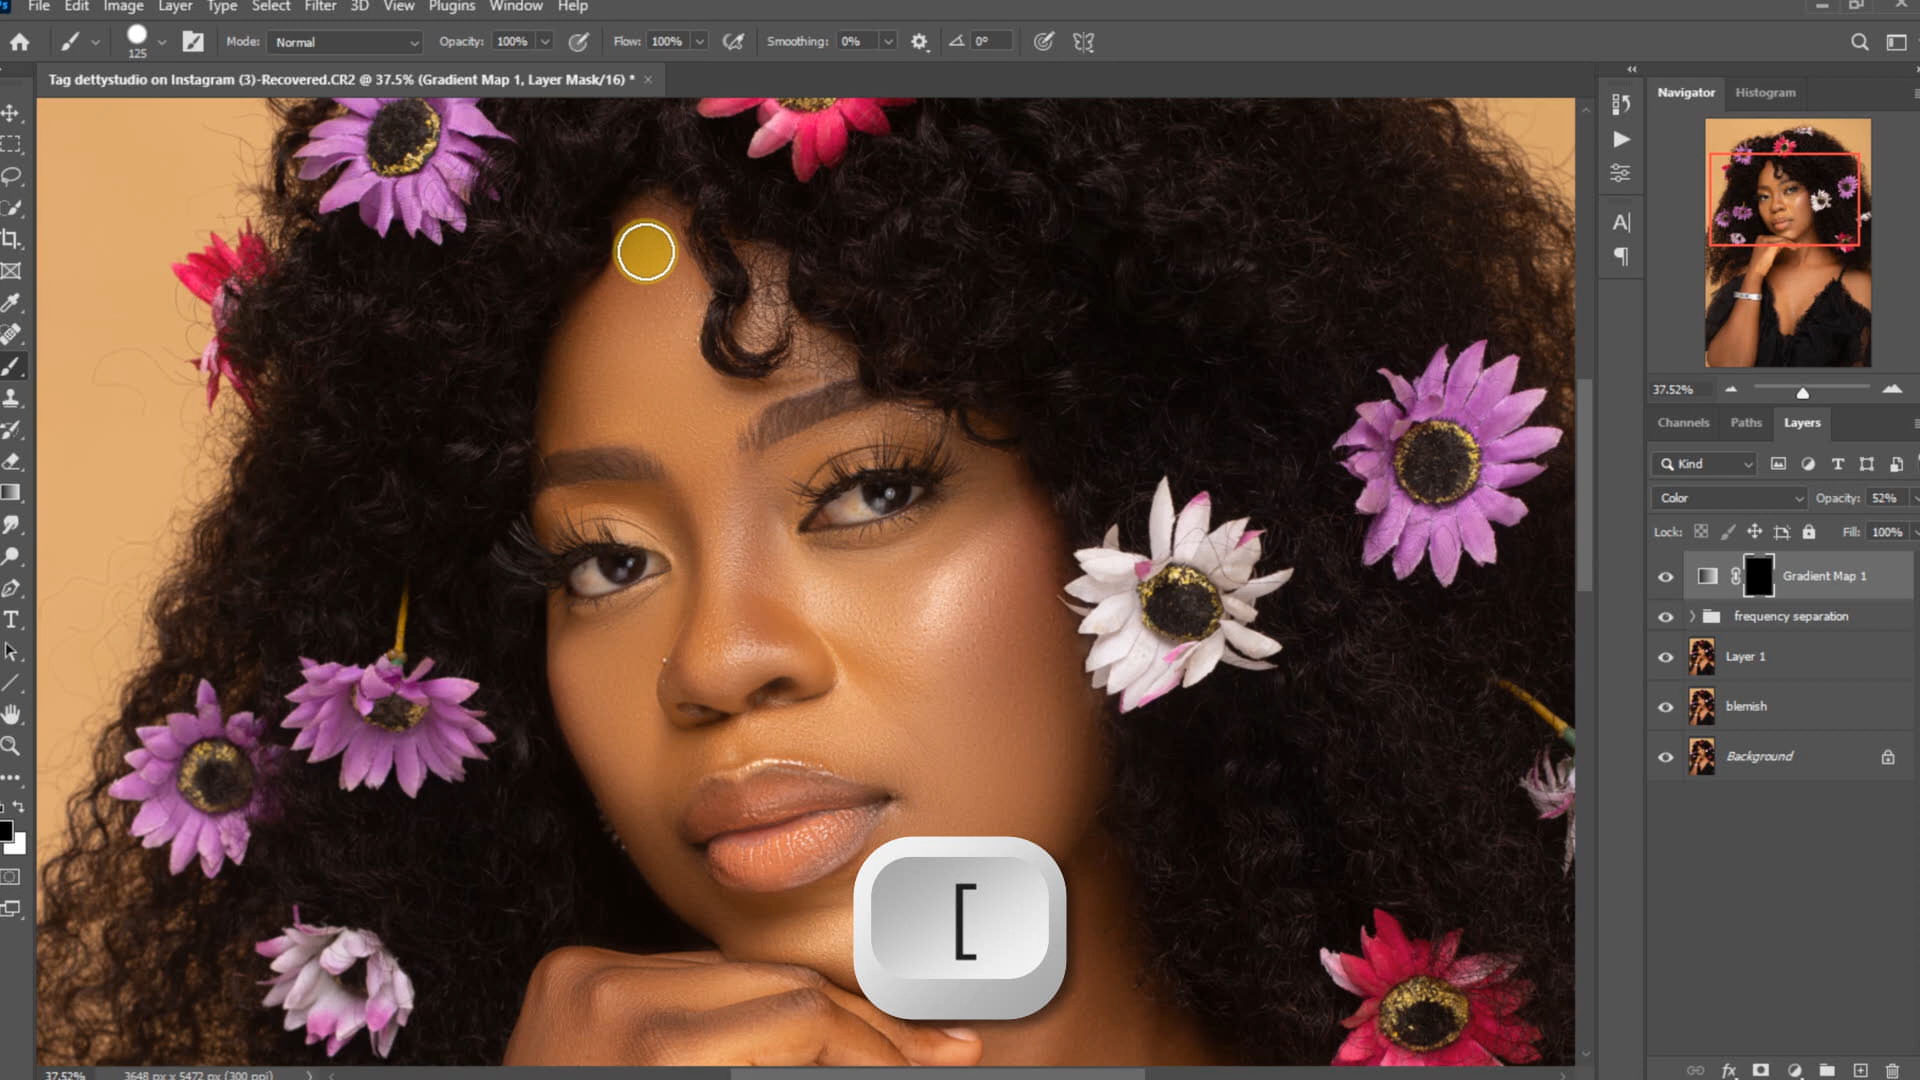 File Edit Image Layer Type Select Filter 3D View Plugins Window Help
125
Mode: Normal Opacity: 100% Flow: 100% Smoothing: 0% 0°
Tag dettystudio on Instagram (3)-Recovered.CR2 @ 37.5% (Gradient Map 1, Layer Mask/16) * ×
Navigator Histogram
37.52%
Channels Paths Layers
Kind
Color Opacity: 52%
Lock: Fill: 100%
Gradient Map 1
frequency separation
Layer 1
blemish
Background
[
37.52% 3648 px x 5472 px (300 ppi)